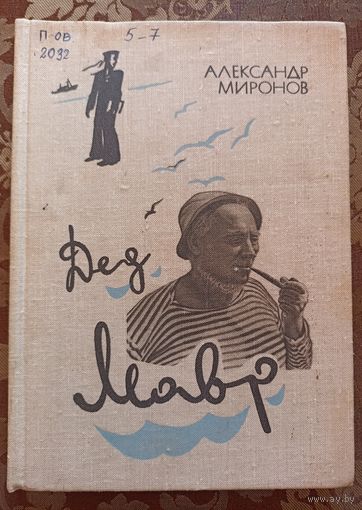 П-ов 5-7
2032
АЛЕКСАНДР
МИРОНОВ
Дед
Мавр
www.ay.by